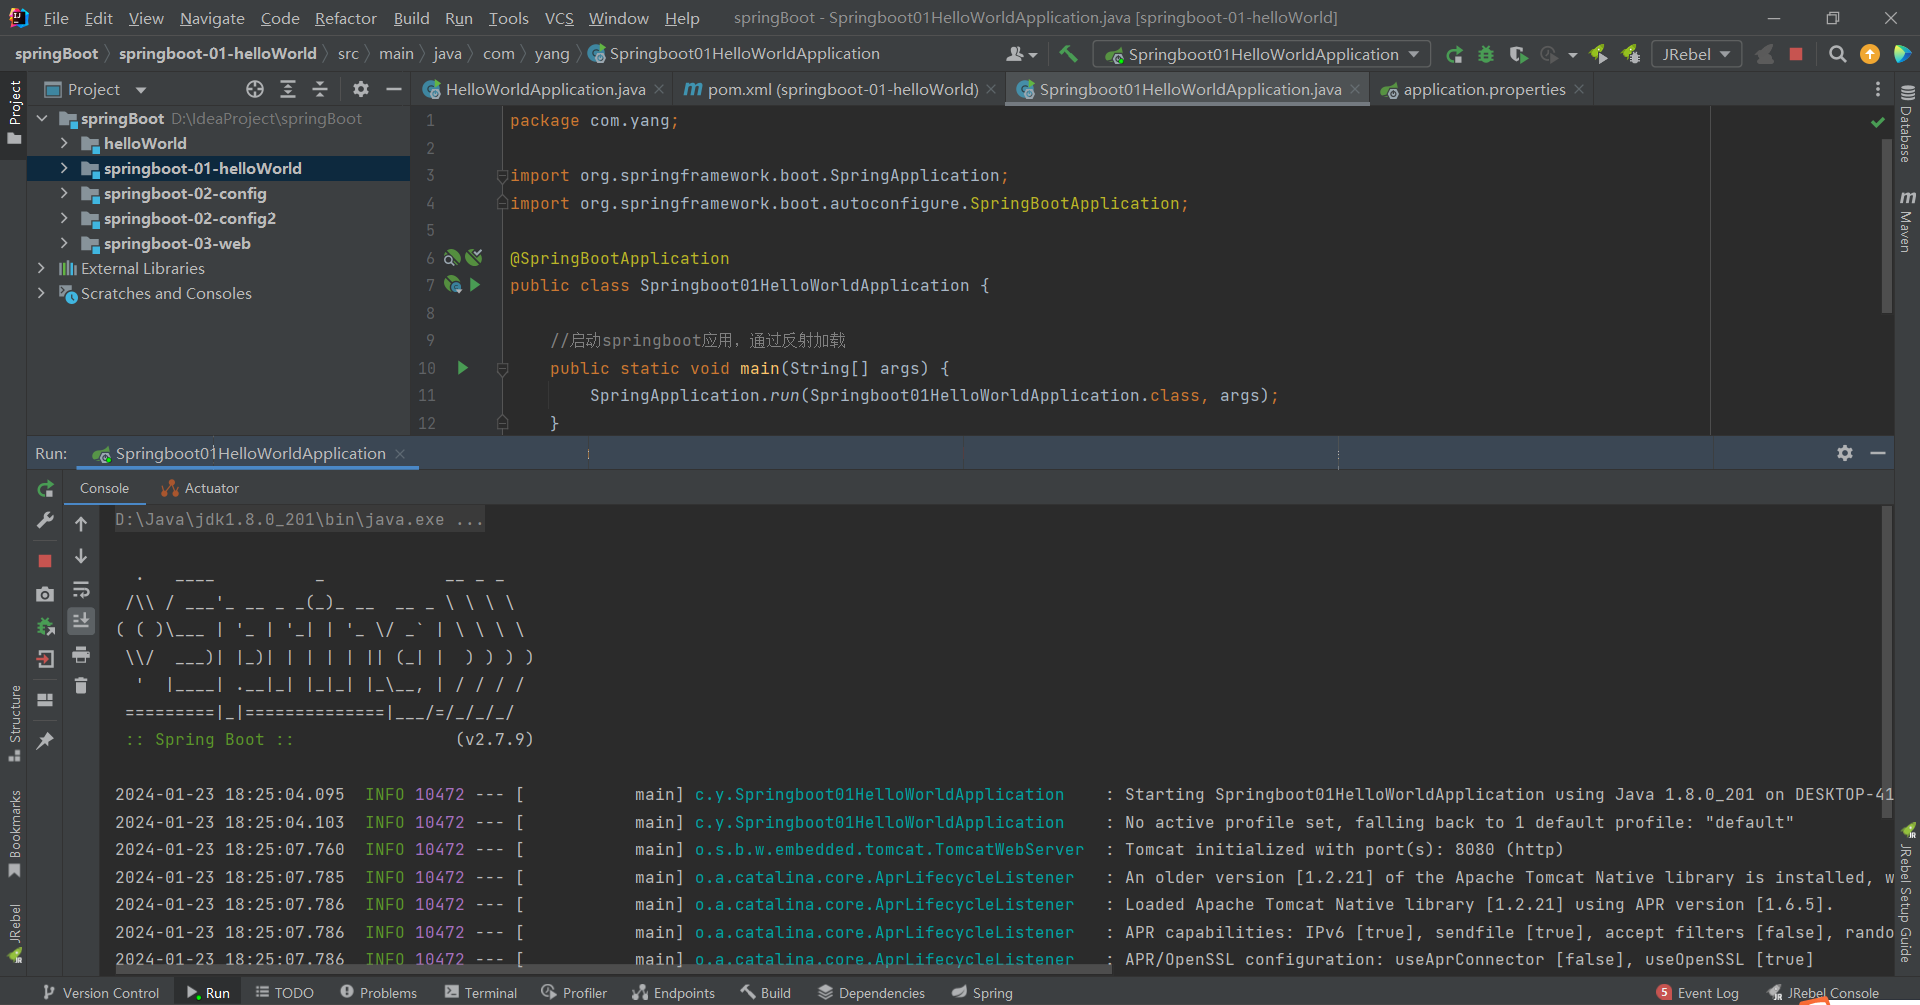 File Edit View Navigate Code Refactor Build Run Tools VCS Window Help springBoot - Springboot01HelloWorldApplication.java [springboot-01-helloWorld]
springBoot springboot-01-helloWorld src main java com yang Springboot01HelloWorldApplication Springboot01HelloWorldApplication JRebel
Project HelloWorldApplication.java pom.xml (springboot-01-helloWorld) Springboot01HelloWorldApplication.java application.properties
Project
springBoot D:\IdeaProject\springBoot
helloWorld
springboot-01-helloWorld
springboot-02-config
springboot-02-config2
springboot-03-web
External Libraries
Scratches and Consoles
1 package com.yang;
2
3 import org.springframework.boot.SpringApplication;
4 import org.springframework.boot.autoconfigure.SpringBootApplication;
5
6 @SpringBootApplication
7 public class Springboot01HelloWorldApplication {
8
9 //启动springboot应用，通过反射加载
10 public static void main(String[] args) {
11 SpringApplication.run(Springboot01HelloWorldApplication.class, args);
12 }
Database
Maven
Run: Springboot01HelloWorldApplication
Console Actuator
D:\Java\jdk1.8.0_201\bin\java.exe ...
  .   ____          _            __ _ _
 /\\ / ___'_ __ _ _(_)_ __  __ _ \ \ \ \
( ( )\___ | '_ | '_| | '_ \/ _` | \ \ \ \
 \\/  ___)| |_)| | | | | || (_| |  ) ) ) )
  '  |____| .__|_| |_|_| |_\__, | / / / /
 =========|_|==============|___/=/_/_/_/
 :: Spring Boot ::                (v2.7.9)
2024-01-23 18:25:04.095 INFO 10472 --- [ main] c.y.Springboot01HelloWorldApplication : Starting Springboot01HelloWorldApplication using Java 1.8.0_201 on DESKTOP-41
2024-01-23 18:25:04.103 INFO 10472 --- [ main] c.y.Springboot01HelloWorldApplication : No active profile set, falling back to 1 default profile: "default"
2024-01-23 18:25:07.760 INFO 10472 --- [ main] o.s.b.w.embedded.tomcat.TomcatWebServer : Tomcat initialized with port(s): 8080 (http)
2024-01-23 18:25:07.785 INFO 10472 --- [ main] o.a.catalina.core.AprLifecycleListener : An older version [1.2.21] of the Apache Tomcat Native library is installed, w
2024-01-23 18:25:07.786 INFO 10472 --- [ main] o.a.catalina.core.AprLifecycleListener : Loaded Apache Tomcat Native library [1.2.21] using APR version [1.6.5].
2024-01-23 18:25:07.786 INFO 10472 --- [ main] o.a.catalina.core.AprLifecycleListener : APR capabilities: IPv6 [true], sendfile [true], accept filters [false], rando
2024-01-23 18:25:07.786 INFO 10472 --- [ main] o.a.catalina.core.AprLifecycleListener : APR/OpenSSL configuration: useAprConnector [false], useOpenSSL [true]
Structure
Bookmarks
JRebel
JRebel Setup Guide
Version Control Run TODO Problems Terminal Profiler Endpoints Build Dependencies Spring 5 Event Log JRebel Console